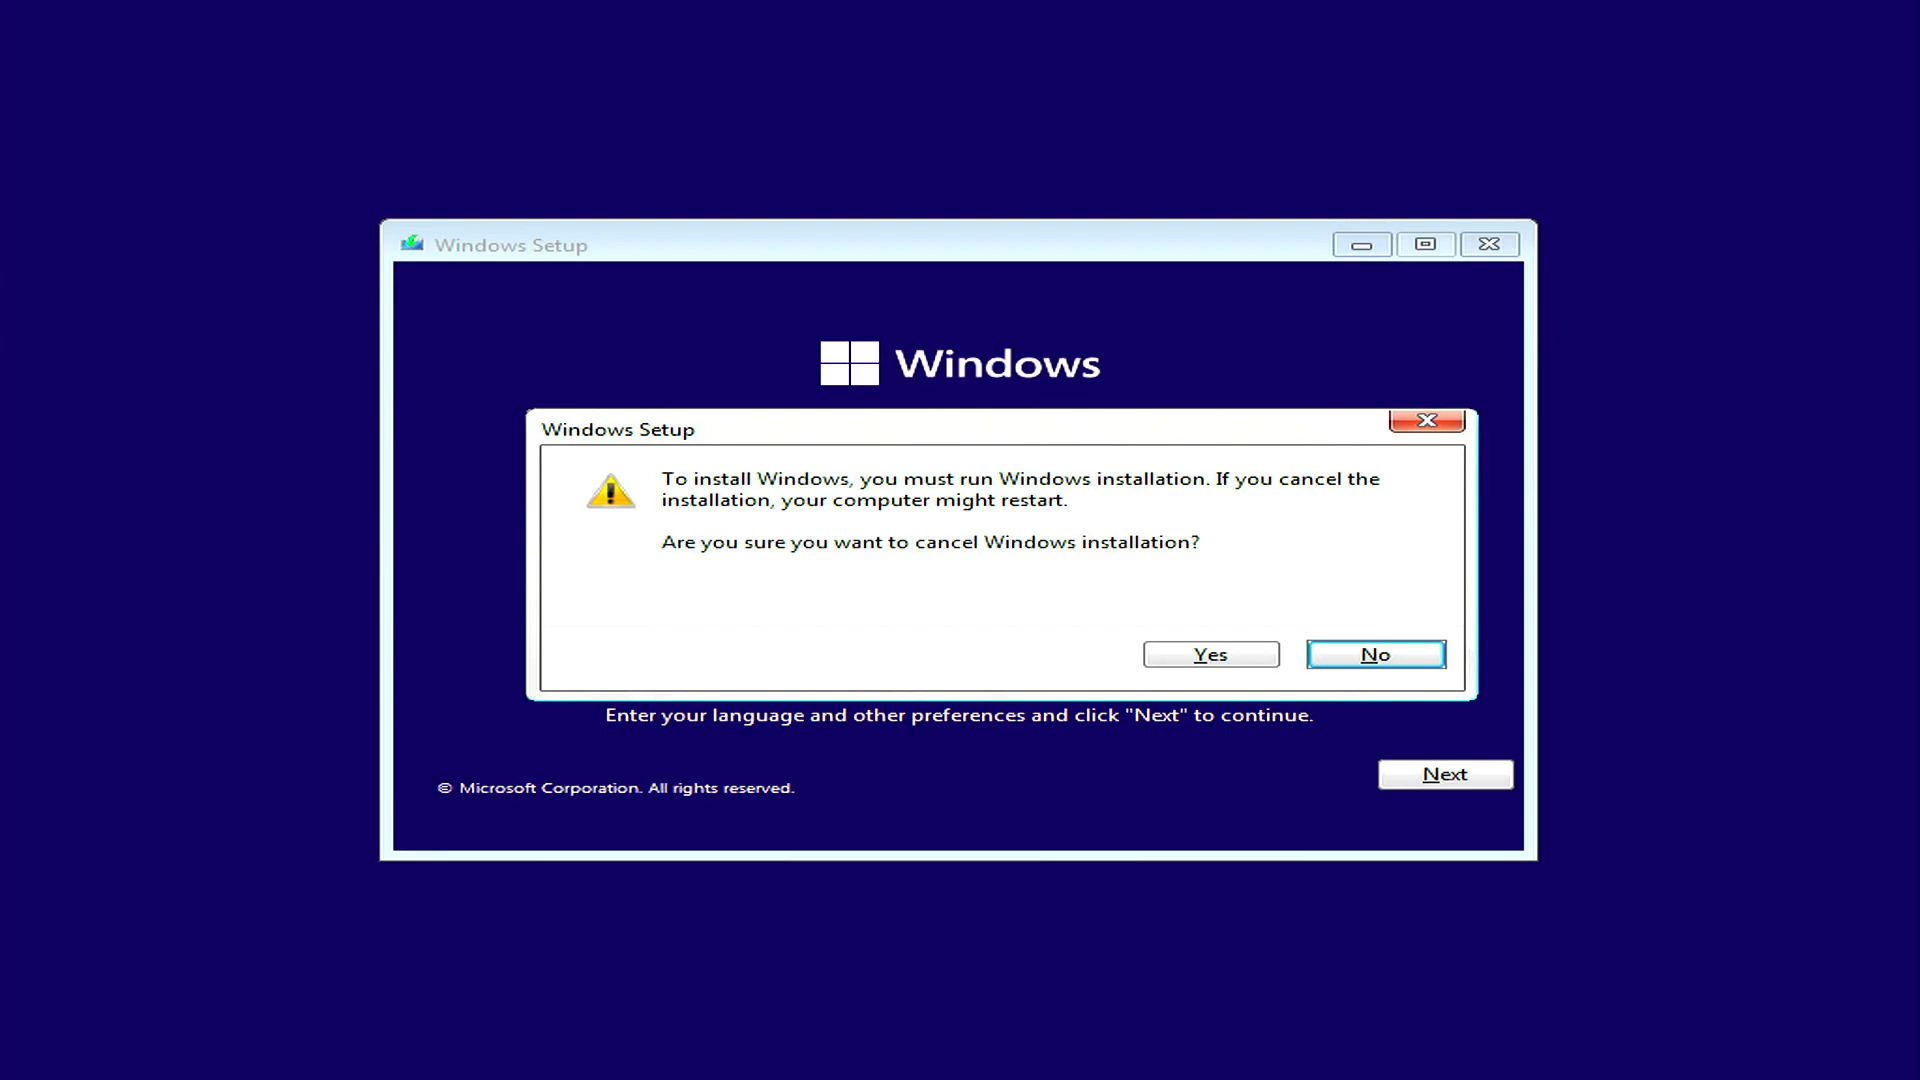 Windows Setup
Windows
Windows Setup
To install Windows, you must run Windows installation. If you cancel the
installation, your computer might restart.
Are you sure you want to cancel Windows installation?
Yes
No
Enter your language and other preferences and click "Next" to continue.
Next
© Microsoft Corporation. All rights reserved.